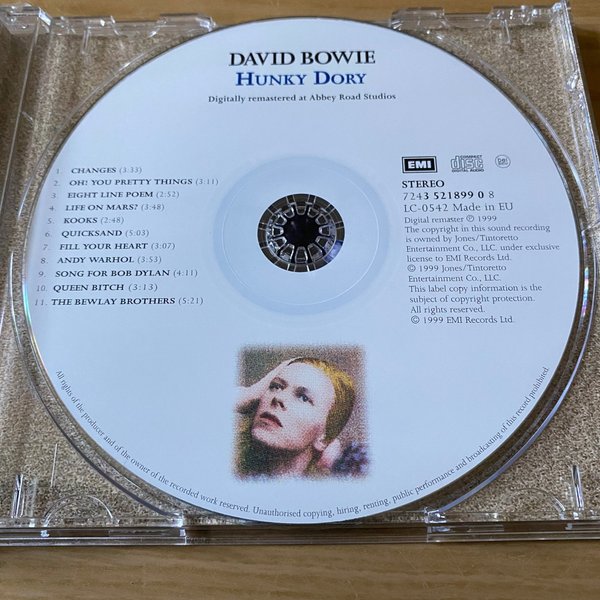 DAVID BOWIE
HUNKY DORY
Digitally remastered at Abbey Road Studios
1. CHANGES (3:33)
2. OH! YOU PRETTY THINGS (3:11)
3. EIGHT LINE POEM (2:52)
4. LIFE ON MARS? (3:48)
5. KOOKS (2:48)
6. QUICKSAND (5:03)
7. FILL YOUR HEART (3:07)
8. ANDY WARHOL (3:53)
9. SONG FOR BOB DYLAN (4:11)
10. QUEEN BITCH (3:13)
11. THE BEWLAY BROTHERS (5:21)
EMI
COMPACT
disc
DIGITAL AUDIO
STEREO
7243 521899 0 8
LC-0542 Made in EU
Digital remaster ℗ 1999
The copyright in this sound recording
is owned by Jones/Tintoretto
Entertainment Co., LLC. under exclusive
license to EMI Records Ltd.
© 1999 Jones/Tintoretto
Entertainment Co., LLC.
This label copy information is the
subject of copyright protection.
All rights reserved.
© 1999 EMI Records Ltd.
All rights of the producer and of the owner of the recorded work reserved. Unauthorised copying, hiring, renting, public performance and broadcasting of this record prohibited.